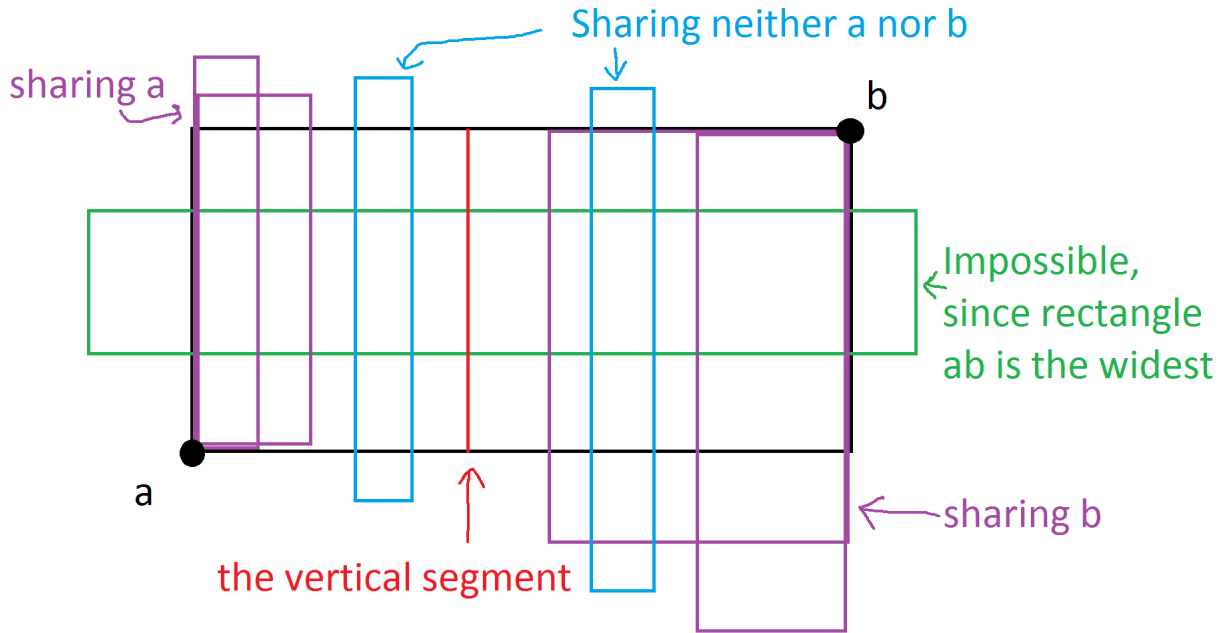 Sharing neither a nor b
sharing a
b
Impossible,
since rectangle
ab is the widest
a
sharing b
the vertical segment